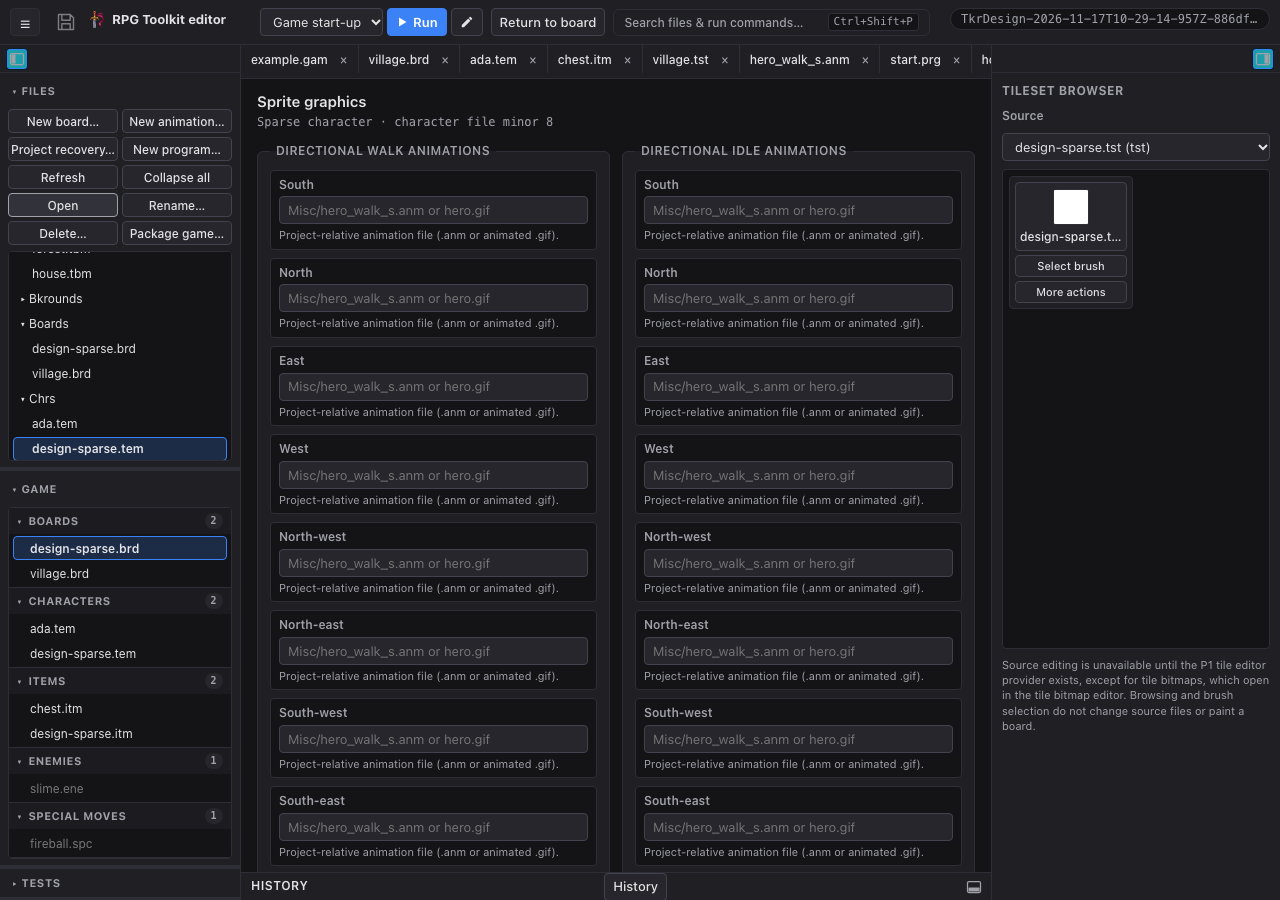 RPG Toolkit editor
Game start-up
Run
Return to board
Search files & run commands...
Ctrl+Shift+P
TkrDesign-2026-11-17T10-29-14-957Z-886df…
FILES
New board...
New animation...
Project recovery...
New program...
Refresh
Collapse all
Open
Rename...
Delete...
Package game...
house.tbm
Bkrounds
Boards
design-sparse.brd
village.brd
Chrs
ada.tem
design-sparse.tem
GAME
BOARDS 2
design-sparse.brd
village.brd
CHARACTERS 2
ada.tem
design-sparse.tem
ITEMS 2
chest.itm
design-sparse.itm
ENEMIES 1
slime.ene
SPECIAL MOVES 1
fireball.spc
TESTS
example.gam ×
village.brd ×
ada.tem ×
chest.itm ×
village.tst ×
hero_walk_s.anm ×
start.prg ×
Sprite graphics
Sparse character · character file minor 8
DIRECTIONAL WALK ANIMATIONS
South
Misc/hero_walk_s.anm or hero.gif
Project-relative animation file (.anm or animated .gif).
North
Misc/hero_walk_s.anm or hero.gif
Project-relative animation file (.anm or animated .gif).
East
Misc/hero_walk_s.anm or hero.gif
Project-relative animation file (.anm or animated .gif).
West
Misc/hero_walk_s.anm or hero.gif
Project-relative animation file (.anm or animated .gif).
North-west
Misc/hero_walk_s.anm or hero.gif
Project-relative animation file (.anm or animated .gif).
North-east
Misc/hero_walk_s.anm or hero.gif
Project-relative animation file (.anm or animated .gif).
South-west
Misc/hero_walk_s.anm or hero.gif
Project-relative animation file (.anm or animated .gif).
South-east
Misc/hero_walk_s.anm or hero.gif
Project-relative animation file (.anm or animated .gif).
DIRECTIONAL IDLE ANIMATIONS
South
Misc/hero_walk_s.anm or hero.gif
Project-relative animation file (.anm or animated .gif).
North
Misc/hero_walk_s.anm or hero.gif
Project-relative animation file (.anm or animated .gif).
East
Misc/hero_walk_s.anm or hero.gif
Project-relative animation file (.anm or animated .gif).
West
Misc/hero_walk_s.anm or hero.gif
Project-relative animation file (.anm or animated .gif).
North-west
Misc/hero_walk_s.anm or hero.gif
Project-relative animation file (.anm or animated .gif).
North-east
Misc/hero_walk_s.anm or hero.gif
Project-relative animation file (.anm or animated .gif).
South-west
Misc/hero_walk_s.anm or hero.gif
Project-relative animation file (.anm or animated .gif).
South-east
Misc/hero_walk_s.anm or hero.gif
Project-relative animation file (.anm or animated .gif).
HISTORY
History
TILESET BROWSER
Source
design-sparse.tst (tst)
design-sparse.t...
Select brush
More actions
Source editing is unavailable until the P1 tile editor
provider exists, except for tile bitmaps, which open
in the tile bitmap editor. Browsing and brush
selection do not change source files or paint a
board.